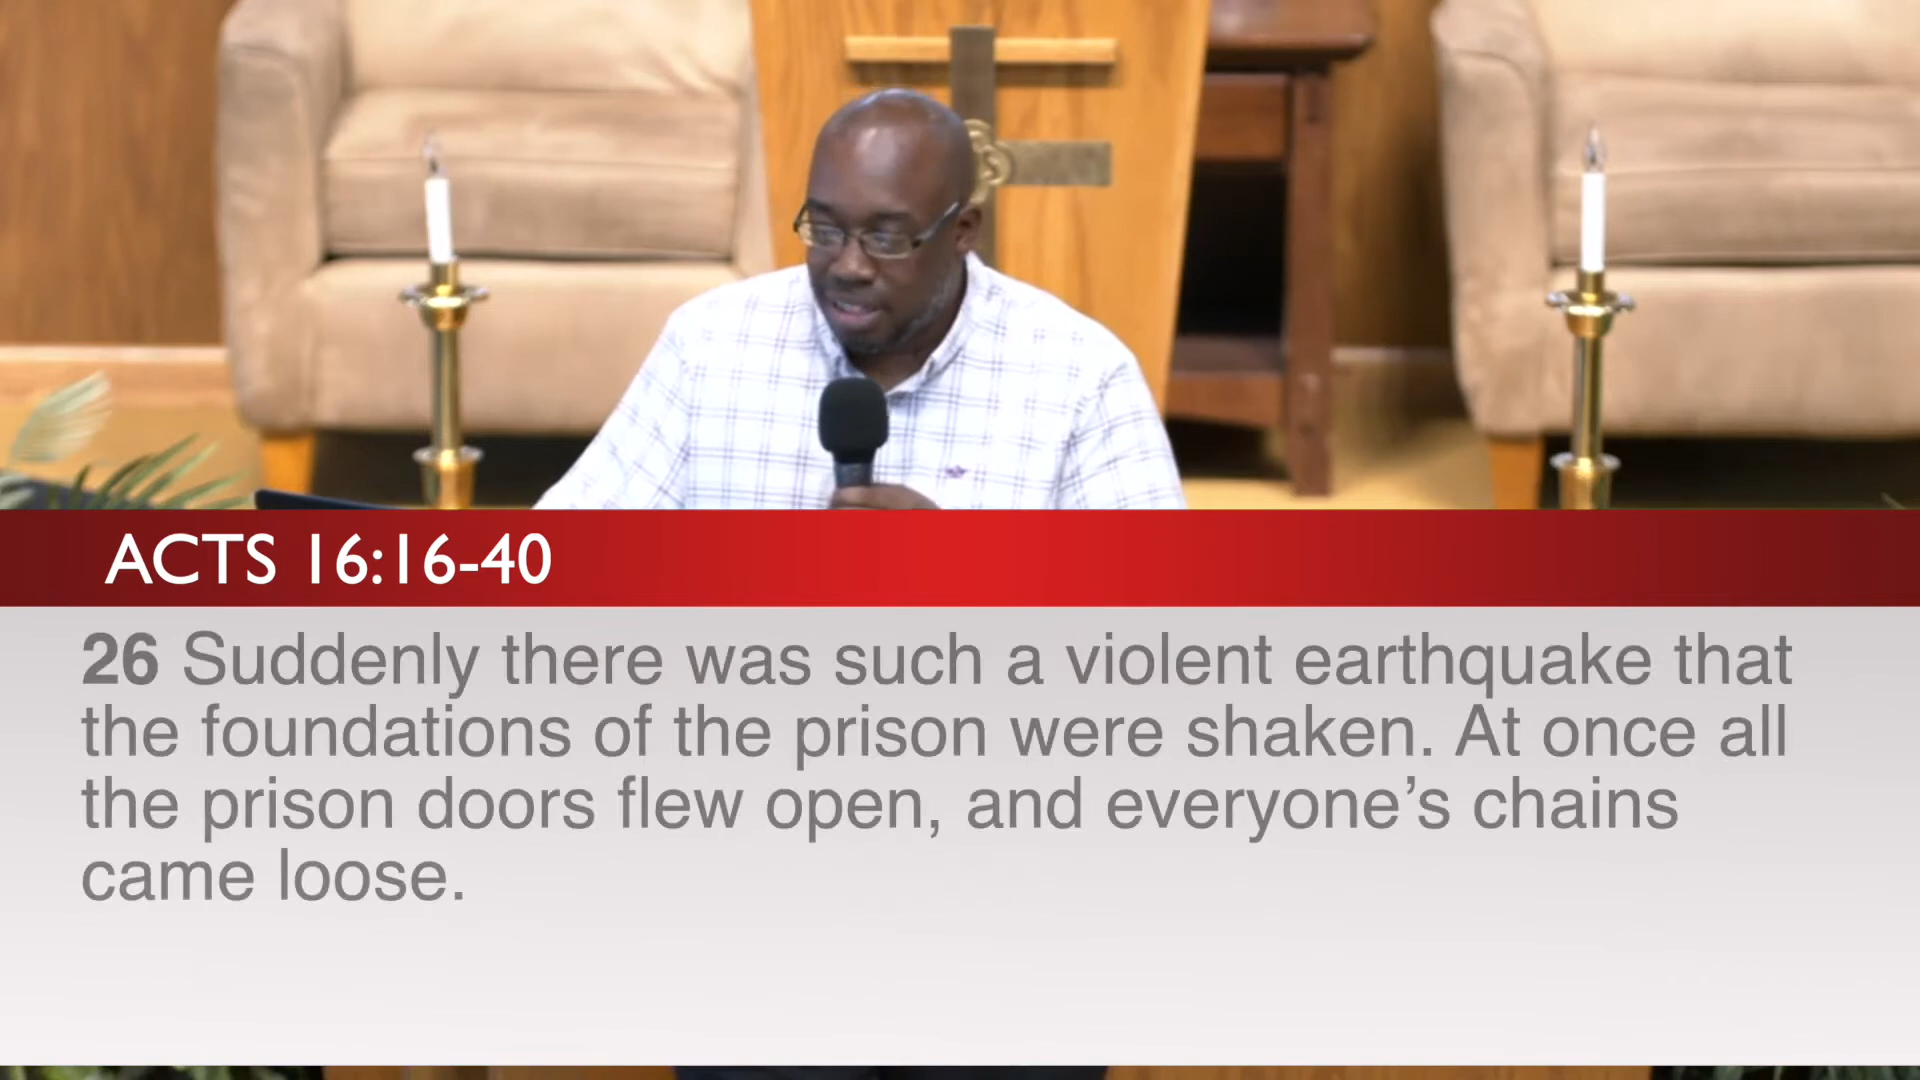 ACTS 16:16-40
26 Suddenly there was such a violent earthquake that
the foundations of the prison were shaken. At once all
the prison doors flew open, and everyone’s chains
came loose.